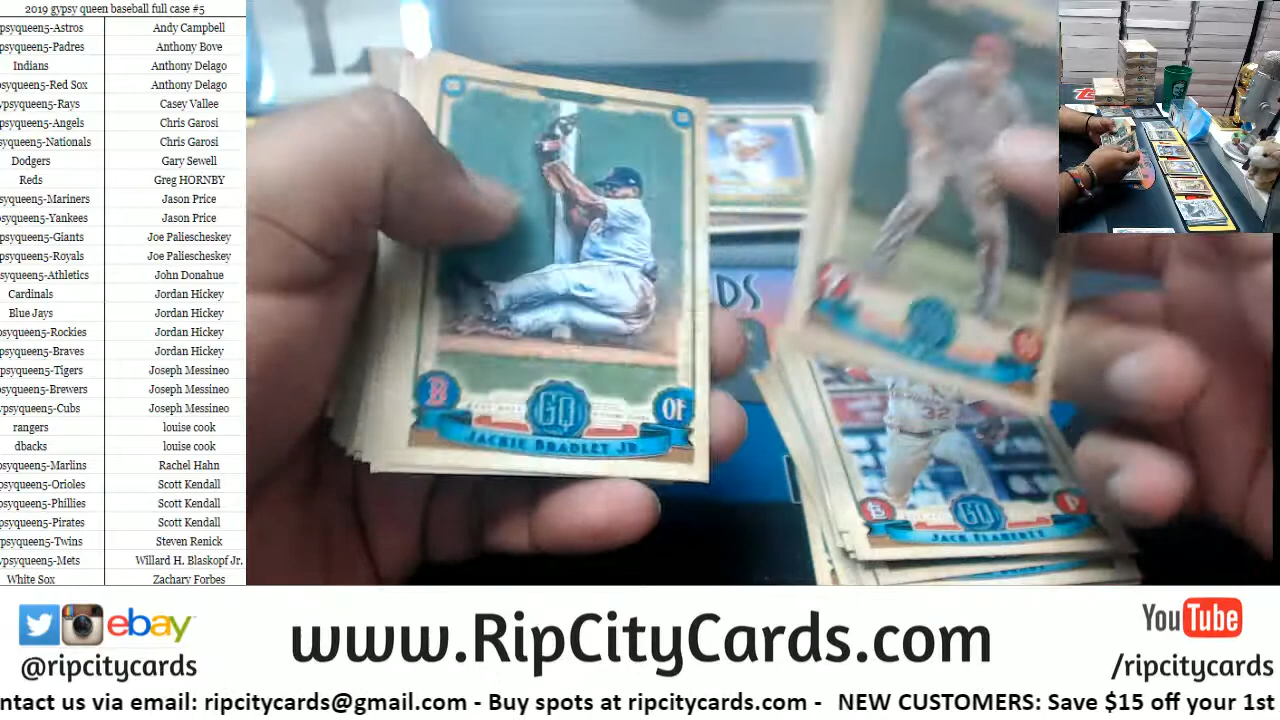 2019 gypsy queen baseball full case #5
psyqueen5-Astros Andy Campbell
psyqueen5-Padres Anthony Bove
Indians Anthony Delago
psyqueen5-Red Sox Anthony Delago
ypsyqueen5-Rays Casey Vallee
psyqueen5-Angels Chris Garosi
syqueen5-Nationals Chris Garosi
Dodgers Gary Sewell
Reds Greg HORNBY
syqueen5-Mariners Jason Price
syqueen5-Yankees Jason Price
psyqueen5-Giants Joe Paliescheskey
psyqueen5-Royals Joe Paliescheskey
syqueen5-Athletics John Donahue
Cardinals Jordan Hickey
Blue Jays Jordan Hickey
psyqueen5-Rockies Jordan Hickey
psyqueen5-Braves Jordan Hickey
psyqueen5-Tigers Joseph Messineo
psyqueen5-Brewers Joseph Messineo
ypsyqueen5-Cubs Joseph Messineo
rangers louise cook
dbacks louise cook
psyqueen5-Marlins Rachel Hahn
psyqueen5-Orioles Scott Kendall
psyqueen5-Phillies Scott Kendall
psyqueen5-Pirates Scott Kendall
psyqueen5-Twins Steven Renick
ypsyqueen5-Mets Willard H. Blaskopf Jr.
White Sox Zachary Forbes
B GQ OF
JACKIE BRADLEY JR.
DS
32
GQ P
JACK FLAHERTY
ebay
@ripcitycards
www.RipCityCards.com
YouTube
/ripcitycards
ntact us via email: ripcitycards@gmail.com - Buy spots at ripcitycards.com - NEW CUSTOMERS: Save $15 off your 1st